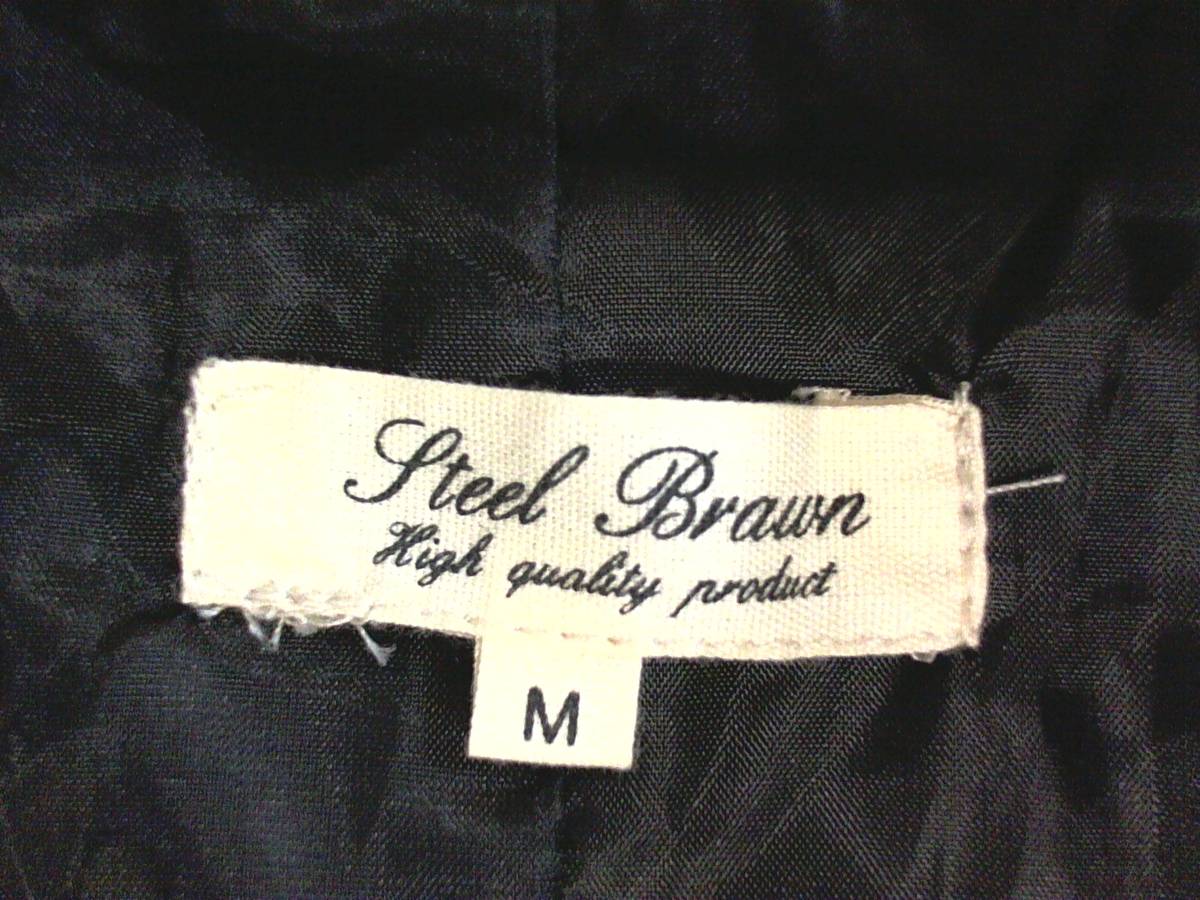 Steel Brawn
High quality product
M